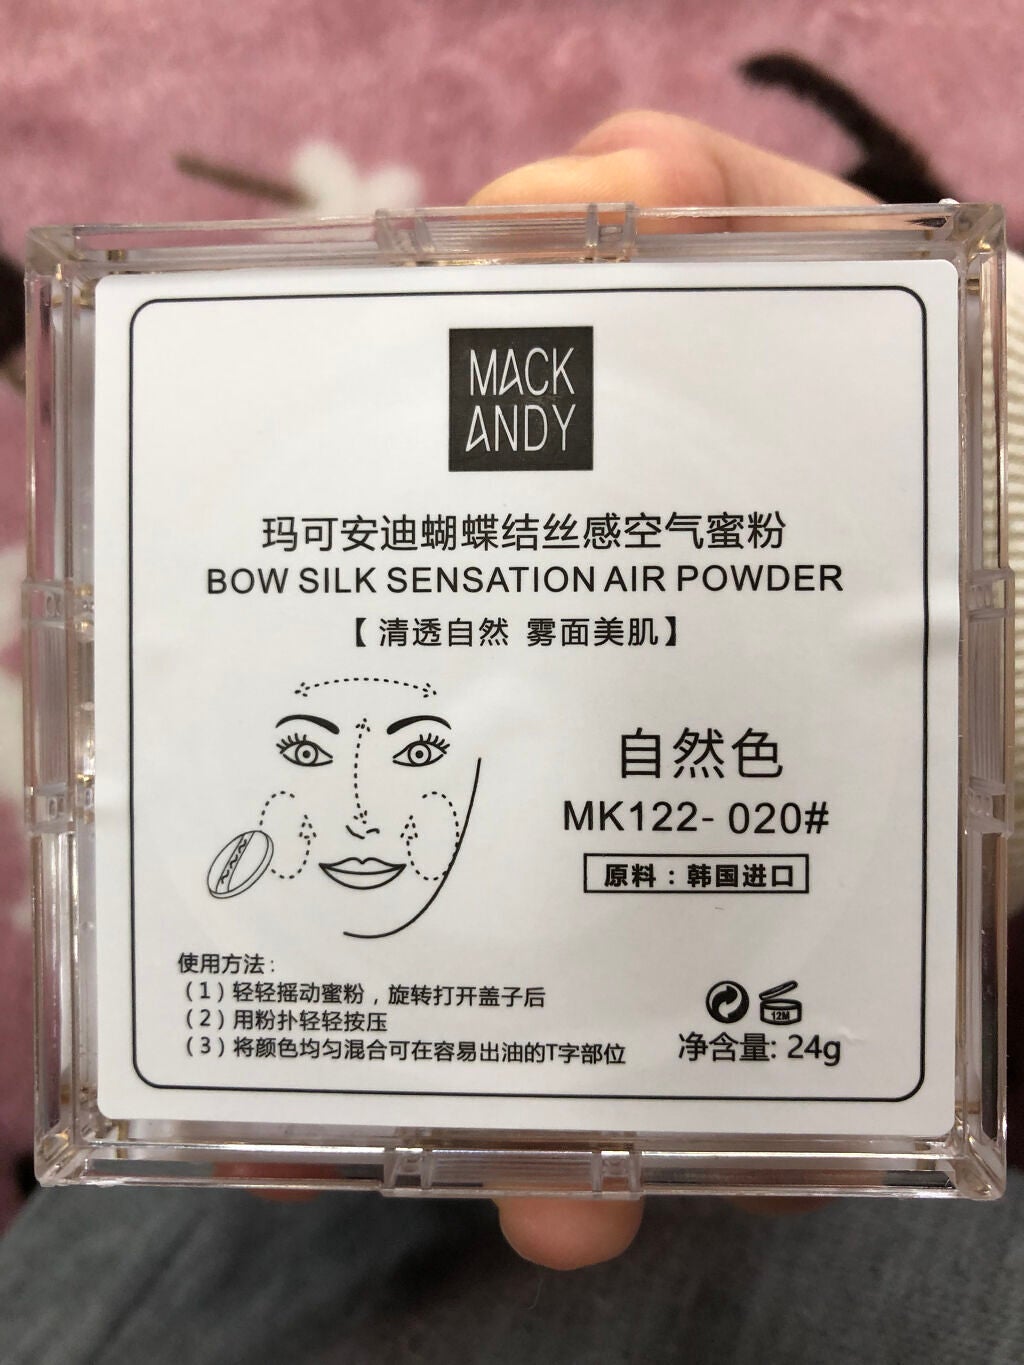 MACK
ANDY
玛可安迪蝴蝶结丝感空气蜜粉
BOW SILK SENSATION AIR POWDER
【清透自然 雾面美肌】
自然色
MK122- 020#
原料：韩国进口
使用方法：
（1）轻轻摇动蜜粉，旋转打开盖子后
（2）用粉扑轻轻按压
（3）将颜色均匀混合可在容易出油的T字部位
12M
净含量: 24g